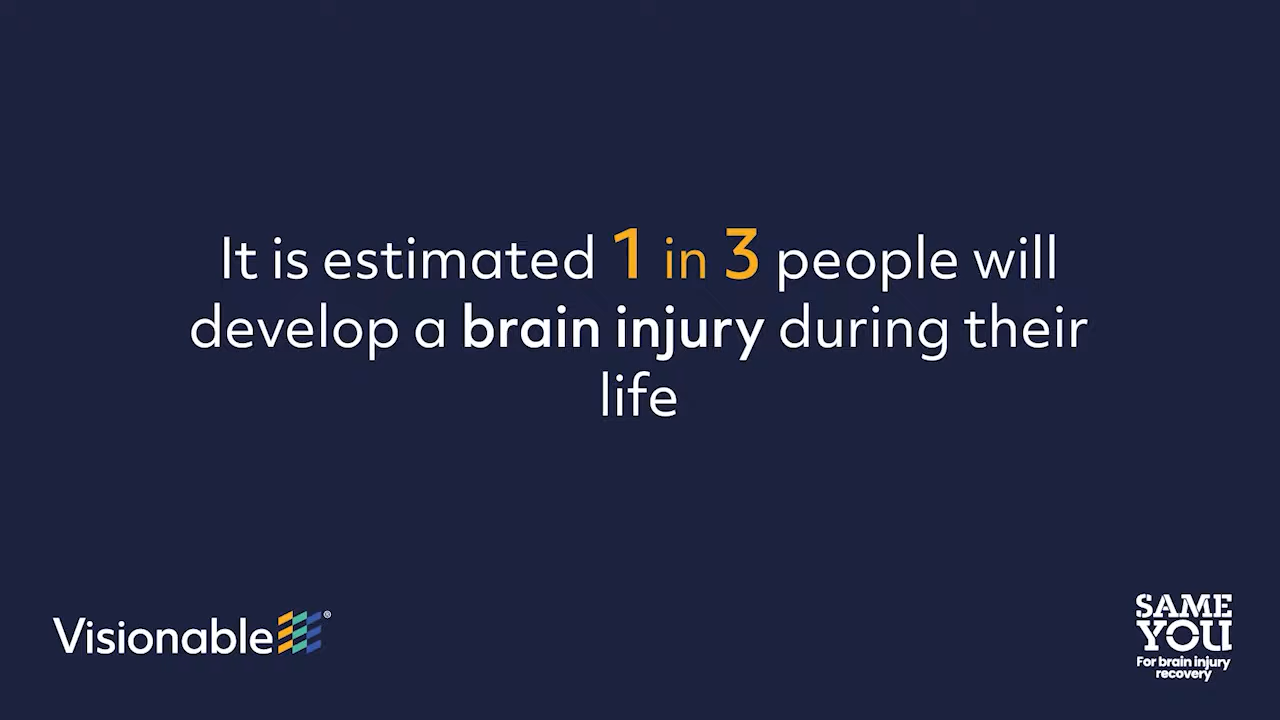 It is estimated 1 in 3 people will
develop a brain injury during their
life
Visionable®
SAME
YOU
For brain injury
recovery